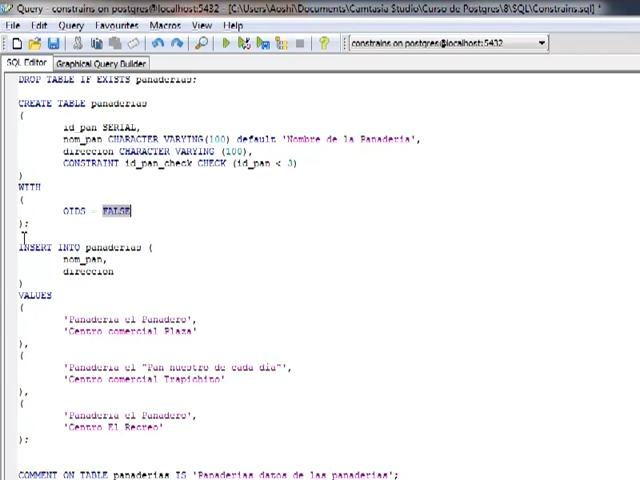 Query - constrains on postgres@localhost:5432 - [C:\Users\Aoshi\Documents\Camtasia Studio\Curso de Postgres\8\SQL\Constrains.sql] *
File Edit Query Favourites Macros View Help
constrains on postgres@localhost:5432
SQL Editor Graphical Query Builder
DROP TABLE IF EXISTS panaderias;
CREATE TABLE panaderias
(
id_pan SERIAL,
nom_pan CHARACTER VARYING(100) default 'Nombre de la Panaderia',
direccion CHARACTER VARYING (100),
CONSTRAINT id_pan_check CHECK (id_pan < 3)
)
WITH
(
OIDS = FALSE
);
INSERT INTO panaderias (
nom_pan,
direccion
)
VALUES
(
'Panaderia el Panadero',
'Centro comercial Plaza'
),
(
'Panaderia el "Pan nuestro de cada dia"',
'Centro comercial Trapichito'
),
(
'Panaderia el Panadero',
'Centro El Recreo'
);
COMMENT ON TABLE panaderias IS 'Panaderias datos de las panaderias';